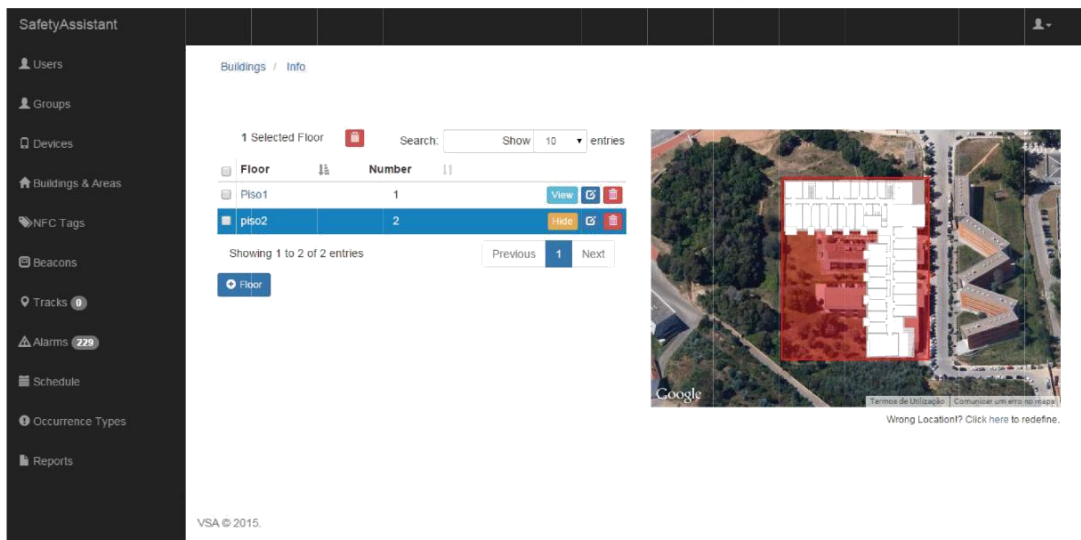 SafetyAssistant
Users
Groups
Devices
Buildings & Areas
NFC Tags
Beacons
Tracks 0
Alarms 229
Schedule
Occurrence Types
Reports
Buildings / Info
1 Selected Floor Search: Show 10 entries
Floor Number
Piso1 1 View
piso2 2 Hide
Showing 1 to 2 of 2 entries Previous 1 Next
Floor
Google
Termos de Utilização Comunicar um erro no mapa
Wrong Location!? Click here to redefine.
VSA © 2015.